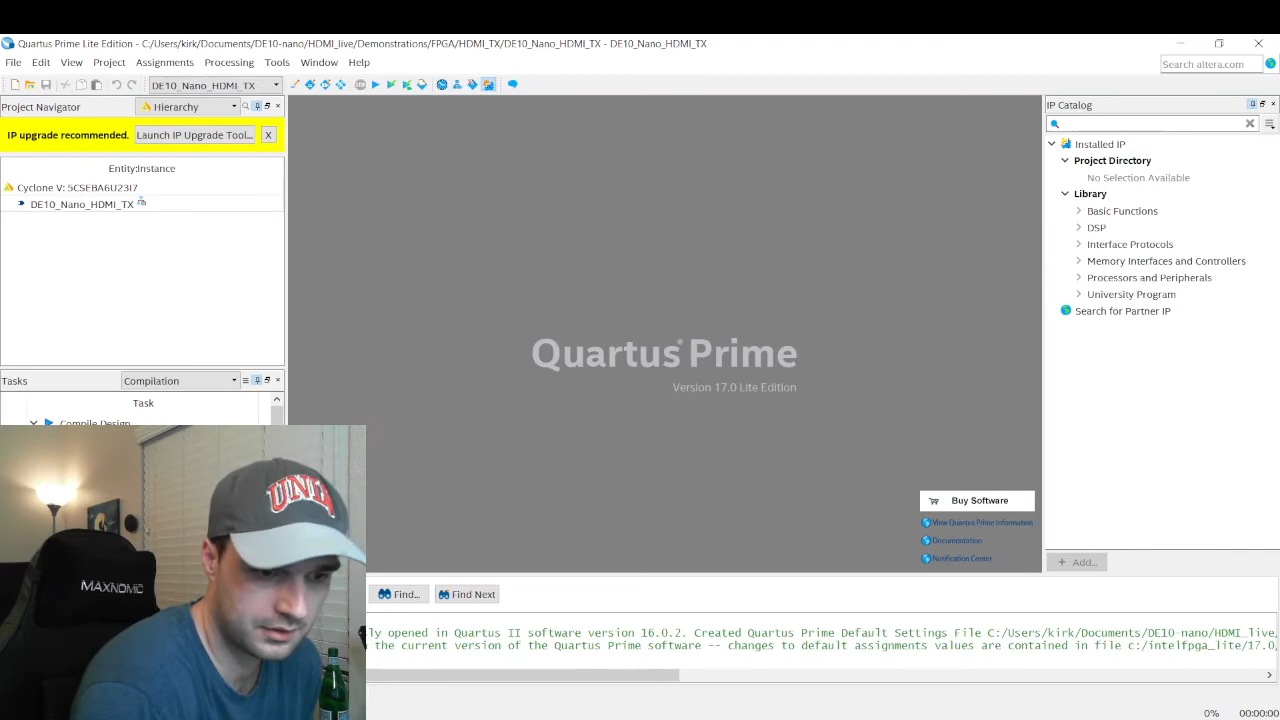 Quartus Prime Lite Edition - C:/Users/kirk/Documents/DE10-nano/HDMI_live/Demonstrations/FPGA/HDMI_TX/DE10_Nano_HDMI_TX - DE10_Nano_HDMI_TX
File Edit View Project Assignments Processing Tools Window Help
Search altera.com
DE10_Nano_HDMI_TX
Project Navigator Hierarchy
IP Catalog
IP upgrade recommended. Launch IP Upgrade Tool... X
Entity:Instance
Cyclone V: 5CSEBA6U23I7
DE10_Nano_HDMI_TX
Installed IP
Project Directory
No Selection Available
Library
Basic Functions
DSP
Interface Protocols
Memory Interfaces and Controllers
Processors and Peripherals
University Program
Search for Partner IP
Quartus® Prime
Version 17.0 Lite Edition
Tasks Compilation
Task
Compile Design
Buy Software
View Quartus Prime Information
Documentation
Notification Center
+ Add...
Find... Find Next
ly opened in Quartus II software version 16.0.2. Created Quartus Prime Default Settings File C:/Users/kirk/Documents/DE10-nano/HDMI_live
the current version of the Quartus Prime software -- changes to default assignments values are contained in file c:/intelfpga_lite/17.0
MAXNOMIC
0% 00:00:00